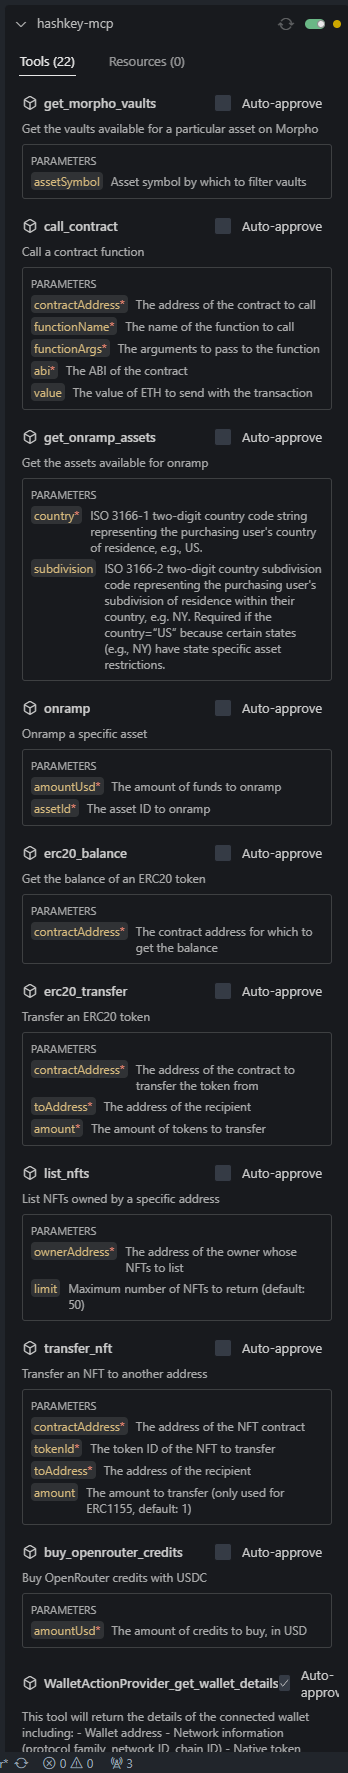 hashkey-mcp
Tools (22) Resources (0)
get_morpho_vaults Auto-approve
Get the vaults available for a particular asset on Morpho
PARAMETERS
assetSymbol Asset symbol by which to filter vaults
call_contract Auto-approve
Call a contract function
PARAMETERS
contractAddress* The address of the contract to call
functionName* The name of the function to call
functionArgs* The arguments to pass to the function
abi* The ABI of the contract
value The value of ETH to send with the transaction
get_onramp_assets Auto-approve
Get the assets available for onramp
PARAMETERS
country* ISO 3166-1 two-digit country code string
representing the purchasing user's country
of residence, e.g., US.
subdivision ISO 3166-2 two-digit country subdivision
code representing the purchasing user's
subdivision of residence within their
country, e.g. NY. Required if the
country="US" because certain states
(e.g., NY) have state specific asset
restrictions.
onramp Auto-approve
Onramp a specific asset
PARAMETERS
amountUsd* The amount of funds to onramp
assetId* The asset ID to onramp
erc20_balance Auto-approve
Get the balance of an ERC20 token
PARAMETERS
contractAddress* The contract address for which to
get the balance
erc20_transfer Auto-approve
Transfer an ERC20 token
PARAMETERS
contractAddress* The address of the contract to
transfer the token from
toAddress* The address of the recipient
amount* The amount of tokens to transfer
list_nfts Auto-approve
List NFTs owned by a specific address
PARAMETERS
ownerAddress* The address of the owner whose
NFTs to list
limit Maximum number of NFTs to return (default:
50)
transfer_nft Auto-approve
Transfer an NFT to another address
PARAMETERS
contractAddress* The address of the NFT contract
tokenId* The token ID of the NFT to transfer
toAddress* The address of the recipient
amount The amount to transfer (only used for
ERC1155, default: 1)
buy_openrouter_credits Auto-approve
Buy OpenRouter credits with USDC
PARAMETERS
amountUsd* The amount of credits to buy, in USD
WalletActionProvider_get_wallet_details Auto-
approv
This tool will return the details of the connected wallet
including: - Wallet address - Network information
(protocol family, network ID, chain ID) - Native token
r* 0 0 3